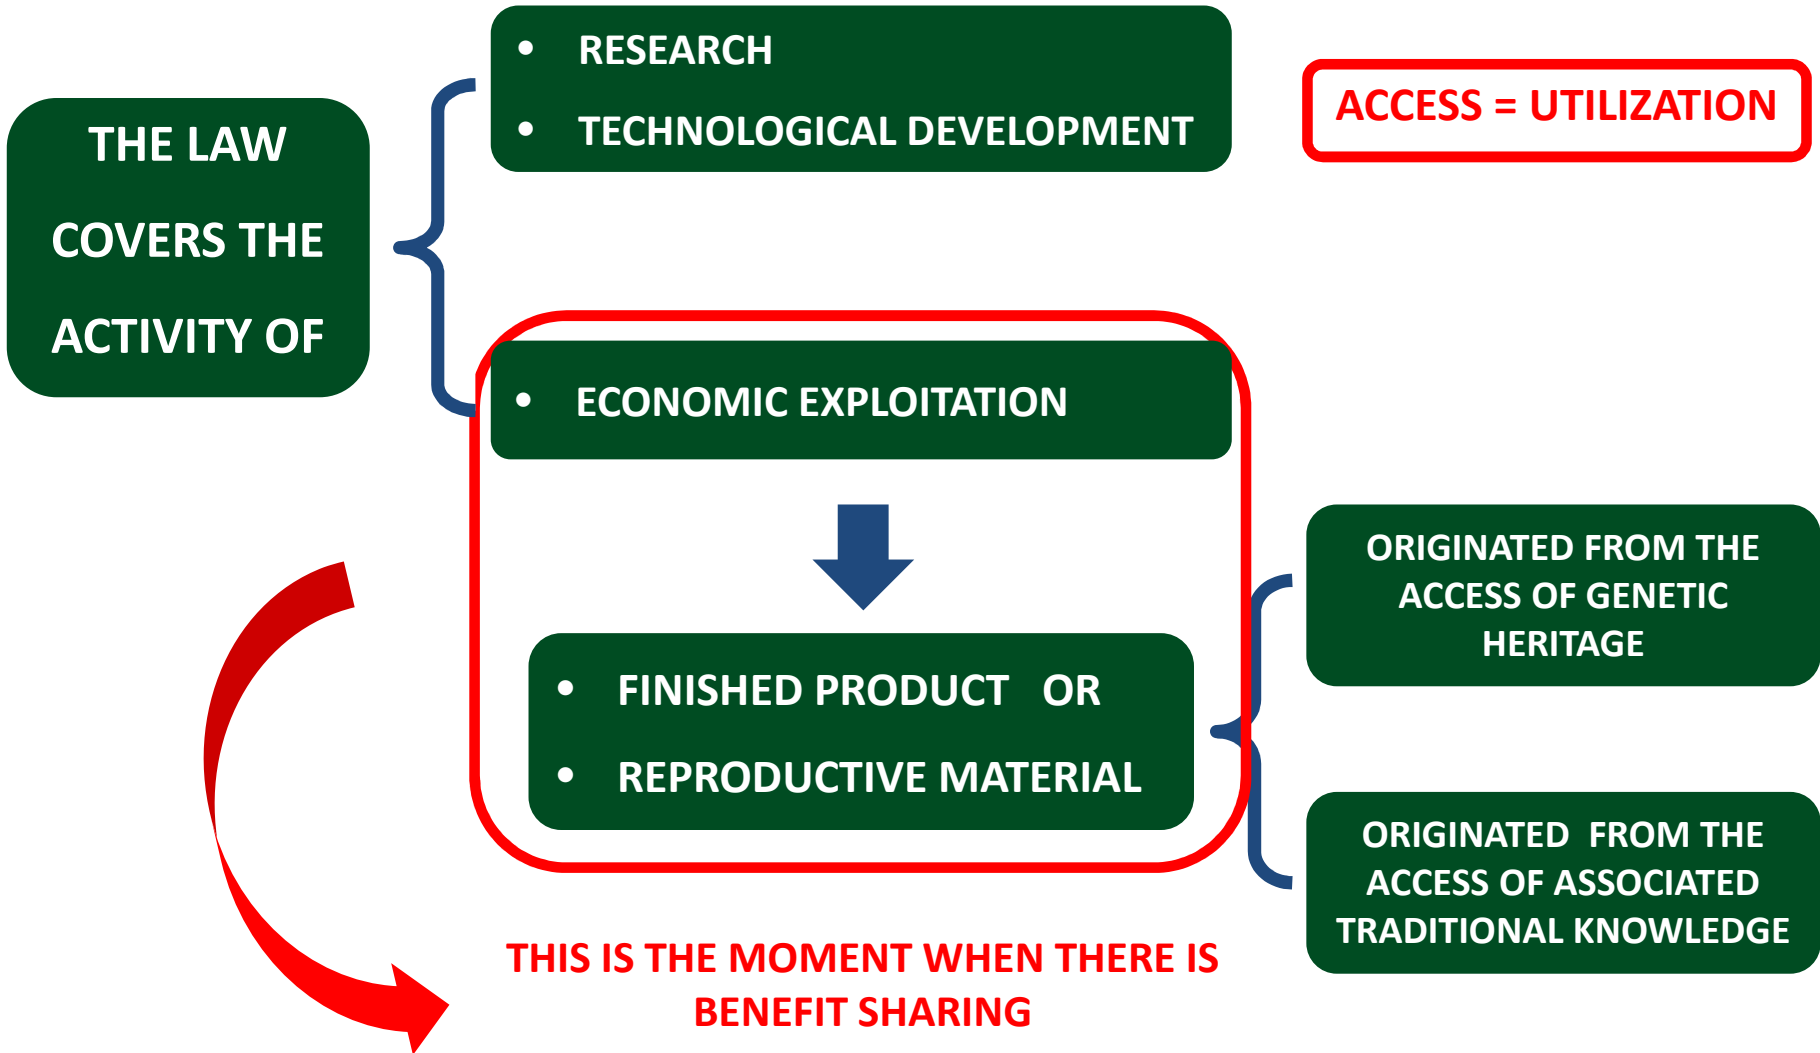 THE LAW
COVERS THE
ACTIVITY OF
• RESEARCH
• TECHNOLOGICAL DEVELOPMENT
ACCESS = UTILIZATION
• ECONOMIC EXPLOITATION
• FINISHED PRODUCT OR
• REPRODUCTIVE MATERIAL
ORIGINATED FROM THE
ACCESS OF GENETIC
HERITAGE
ORIGINATED FROM THE
ACCESS OF ASSOCIATED
TRADITIONAL KNOWLEDGE
THIS IS THE MOMENT WHEN THERE IS
BENEFIT SHARING